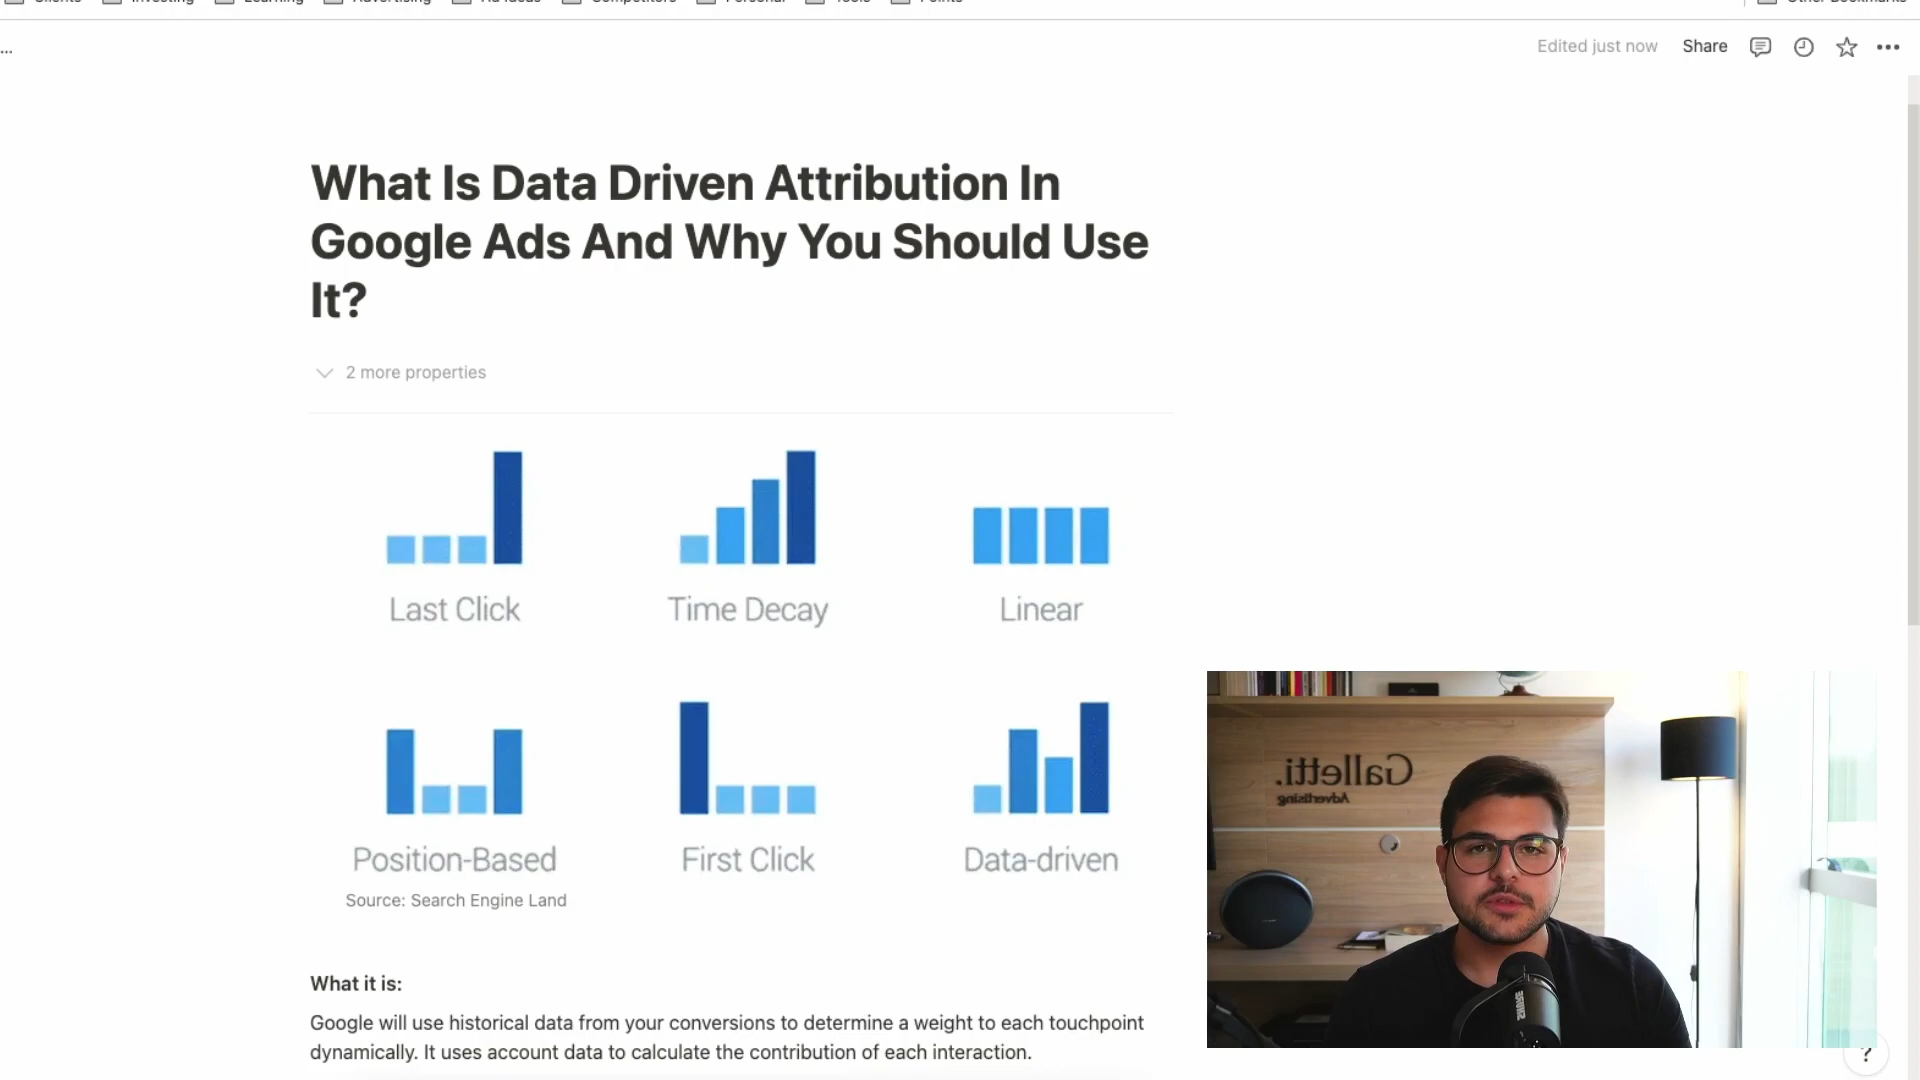 ...
Edited just now
Share
What Is Data Driven Attribution In
Google Ads And Why You Should Use
It?
2 more properties
Last Click
Time Decay
Linear
Position-Based
First Click
Data-driven
Source: Search Engine Land
Galletti.
Advertising
SHURE
What it is:
Google will use historical data from your conversions to determine a weight to each touchpoint
dynamically. It uses account data to calculate the contribution of each interaction.
?